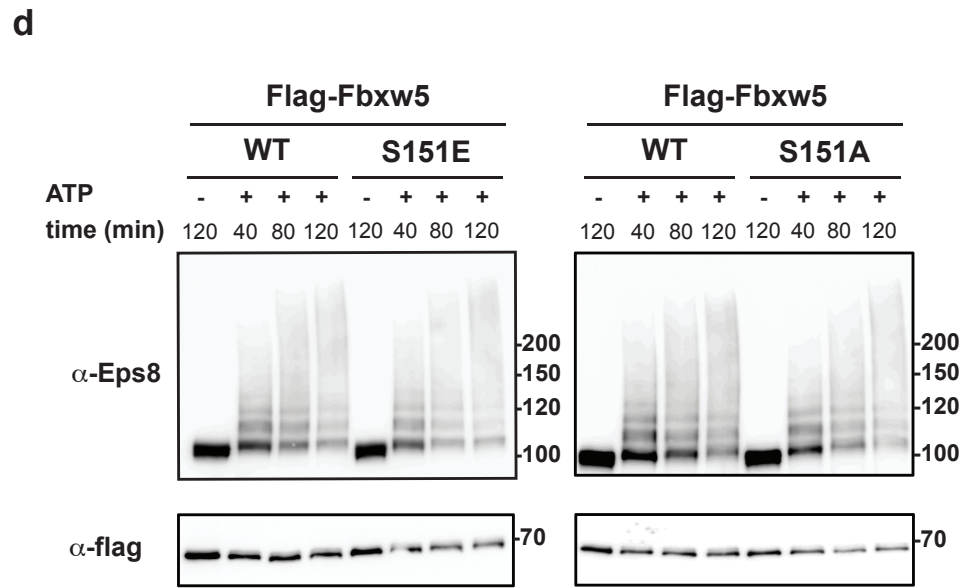 d
Flag-Fbxw5 Flag-Fbxw5
WT S151E WT S151A
ATP - + + + - + + + - + + + - + + +
time (min) 120 40 80 120 120 40 80 120 120 40 80 120 120 40 80 120
-200 -200
-150 -150
α-Eps8
-120 -120
-100 -100
-70 -70
α-flag